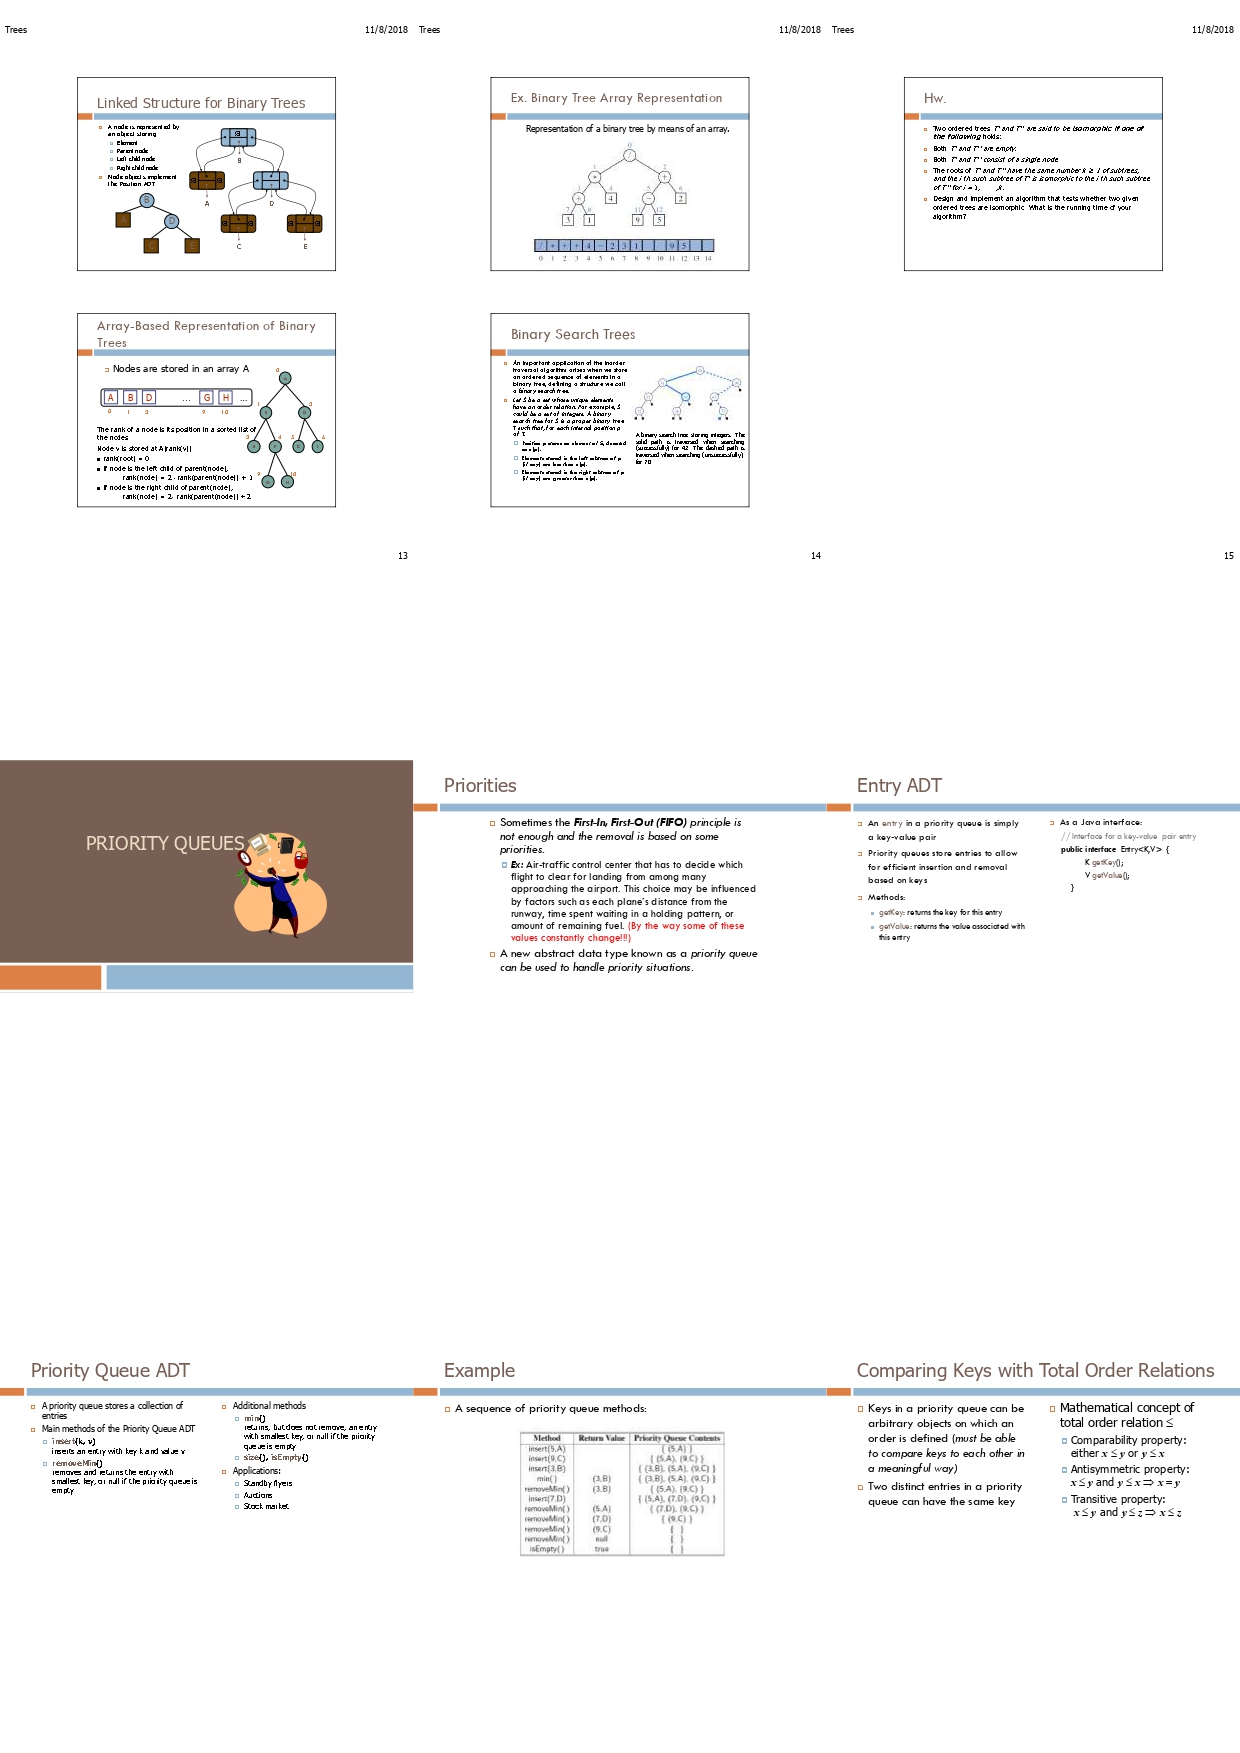 Trees 11/8/2018
Linked Structure for Binary Trees
A node is represented by
an object storing
Element
Parent node
Left child node
Right child node
Node objects implement
the Position ADT
B
D
B
A
D
C
E
Array-Based Representation of Binary
Trees
Nodes are stored in an array A
A B D … G H …
0 1 2 9 10
The rank of a node is its position in a sorted list of
the nodes
Node v is stored at A[rank(v)]
rank(root) = 0
if node is the left child of parent(node),
rank(node) = 2 · rank(parent(node)) + 1
if node is the right child of parent(node),
rank(node) = 2· rank(parent(node)) + 2
13
Trees 11/8/2018
Ex. Binary Tree Array Representation
Representation of a binary tree by means of an array.
/ * + + 4 − 2 3 1 9 5
0 1 2 3 4 5 6 7 8 9 10 11 12 13 14
Binary Search Trees
An important application of the inorder
traversal algorithm arises when we store
an ordered sequence of elements in a
binary tree, defining a structure we call
a binary search tree.
Let S be a set whose unique elements
have an order relation. For example, S
could be a set of integers. A binary
search tree for S is a proper binary tree
T such that, for each internal position p
of T:
Position p stores an element of S, denoted
as e(p).
Elements stored in the left subtree of p
(if any) are less than e(p).
Elements stored in the right subtree of p
(if any) are greater than e(p).
A binary search tree storing integers. The
solid path is traversed when searching
(successfully) for 42. The dashed path is
traversed when searching (unsuccessfully)
for 70.
14
Trees 11/8/2018
Hw.
Two ordered trees T' and T'' are said to be isomorphic if one of
the following holds:
Both T' and T'' are empty.
Both T' and T'' consist of a single node
The roots of T' and T'' have the same number k ≥ 1 of subtrees,
and the i th such subtree of T' is isomorphic to the i th such subtree
of T'' for i = 1, ,k.
Design and implement an algorithm that tests whether two given
ordered trees are isomorphic. What is the running time of your
algorithm?
15
PRIORITY QUEUES
Priorities
Sometimes the First-In, First-Out (FIFO) principle is
not enough and the removal is based on some
priorities.
Ex: Air-traffic control center that has to decide which
flight to clear for landing from among many
approaching the airport. This choice may be influenced
by factors such as each plane's distance from the
runway, time spent waiting in a holding pattern, or
amount of remaining fuel. (By the way some of these
values constantly change!!!)
A new abstract data type known as a priority queue
can be used to handle priority situations.
Entry ADT
An entry in a priority queue is simply
a key-value pair
Priority queues store entries to allow
for efficient insertion and removal
based on keys
Methods:
getKey: returns the key for this entry
getValue: returns the value associated with
this entry
As a Java interface:
// Interface for a key-value pair entry
public interface Entry<K,V> {
K getKey();
V getValue();
}
Priority Queue ADT
A priority queue stores a collection of
entries
Main methods of the Priority Queue ADT
insert(k, v)
inserts an entry with key k and value v
removeMin()
removes and returns the entry with
smallest key, or null if the priority queue is
empty
Additional methods
min()
returns, but does not remove, an entry
with smallest key, or null if the priority
queue is empty
size(), isEmpty()
Applications:
Standby flyers
Auctions
Stock market
Example
A sequence of priority queue methods:
Method Return Value Priority Queue Contents
insert(5,A) { (5,A) }
insert(9,C) { (5,A), (9,C) }
insert(3,B) { (3,B), (5,A), (9,C) }
min( ) (3,B) { (3,B), (5,A), (9,C) }
removeMin( ) (3,B) { (5,A), (9,C) }
insert(7,D) { (5,A), (7,D), (9,C) }
removeMin( ) (5,A) { (7,D), (9,C) }
removeMin( ) (7,D) { (9,C) }
removeMin( ) (9,C) { }
removeMin( ) null { }
isEmpty( ) true { }
Comparing Keys with Total Order Relations
Keys in a priority queue can be
arbitrary objects on which an
order is defined (must be able
to compare keys to each other in
a meaningful way)
Two distinct entries in a priority
queue can have the same key
Mathematical concept of
total order relation ≤
Comparability property:
either x ≤ y or y ≤ x
Antisymmetric property:
x ≤ y and y ≤ x ⇒ x = y
Transitive property:
x ≤ y and y ≤ z ⇒ x ≤ z